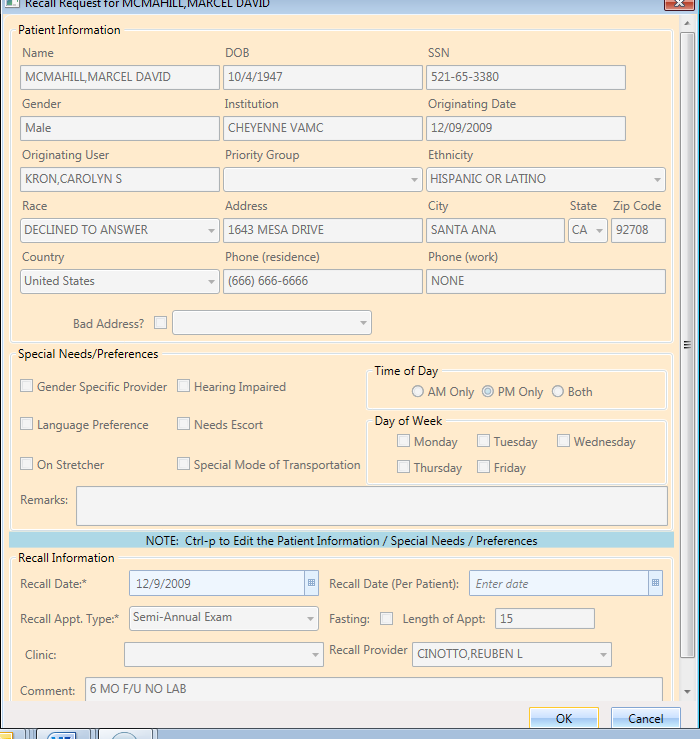 Recall Request for MCMAHILL,MARCEL DAVID
Patient Information
Name DOB SSN
MCMAHILL,MARCEL DAVID 10/4/1947 521-65-3380
Gender Institution Originating Date
Male CHEYENNE VAMC 12/09/2009
Originating User Priority Group Ethnicity
KRON,CAROLYN S HISPANIC OR LATINO
Race Address City State Zip Code
DECLINED TO ANSWER 1643 MESA DRIVE SANTA ANA CA 92708
Country Phone (residence) Phone (work)
United States (666) 666-6666 NONE
Bad Address?
Special Needs/Preferences
Time of Day
Gender Specific Provider Hearing Impaired AM Only PM Only Both
Day of Week
Language Preference Needs Escort Monday Tuesday Wednesday
On Stretcher Special Mode of Transportation Thursday Friday
Remarks:
NOTE: Ctrl-p to Edit the Patient Information / Special Needs / Preferences
Recall Information
Recall Date:* 12/9/2009 Recall Date (Per Patient): Enter date
Recall Appt. Type:* Semi-Annual Exam Fasting: Length of Appt: 15
Clinic: Recall Provider CINOTTO,REUBEN L
Comment: 6 MO F/U NO LAB
OK Cancel